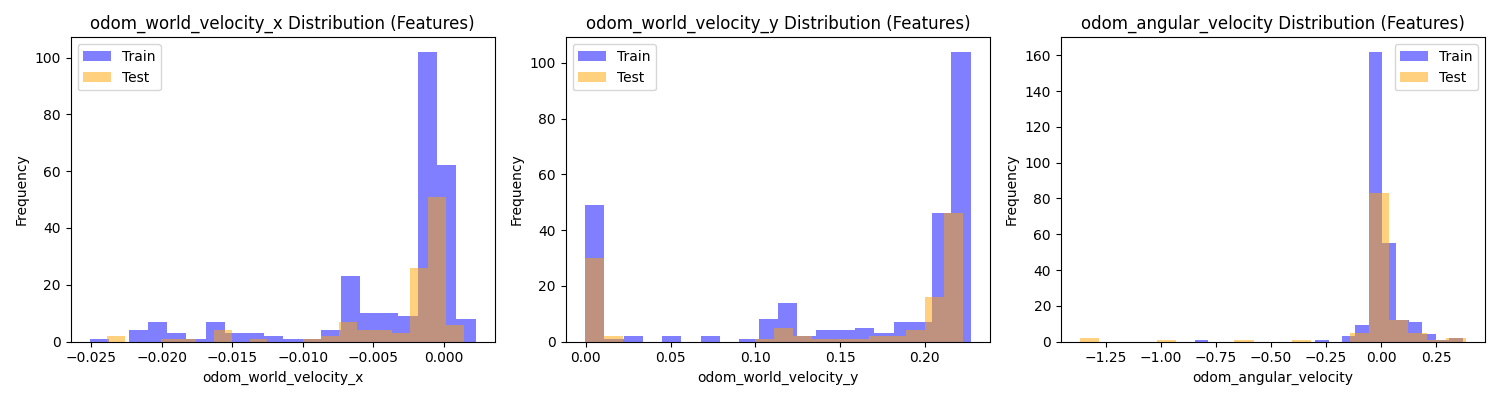 odom_world_velocity_x Distribution (Features)
Train
Test
Frequency
100
80
60
40
20
0
−0.025
−0.020
−0.015
−0.010
−0.005
0.000
odom_world_velocity_x
odom_world_velocity_y Distribution (Features)
Train
Test
Frequency
100
80
60
40
20
0
0.00
0.05
0.10
0.15
0.20
odom_world_velocity_y
odom_angular_velocity Distribution (Features)
Train
Test
Frequency
160
140
120
100
80
60
40
20
0
−1.25
−1.00
−0.75
−0.50
−0.25
0.00
0.25
odom_angular_velocity